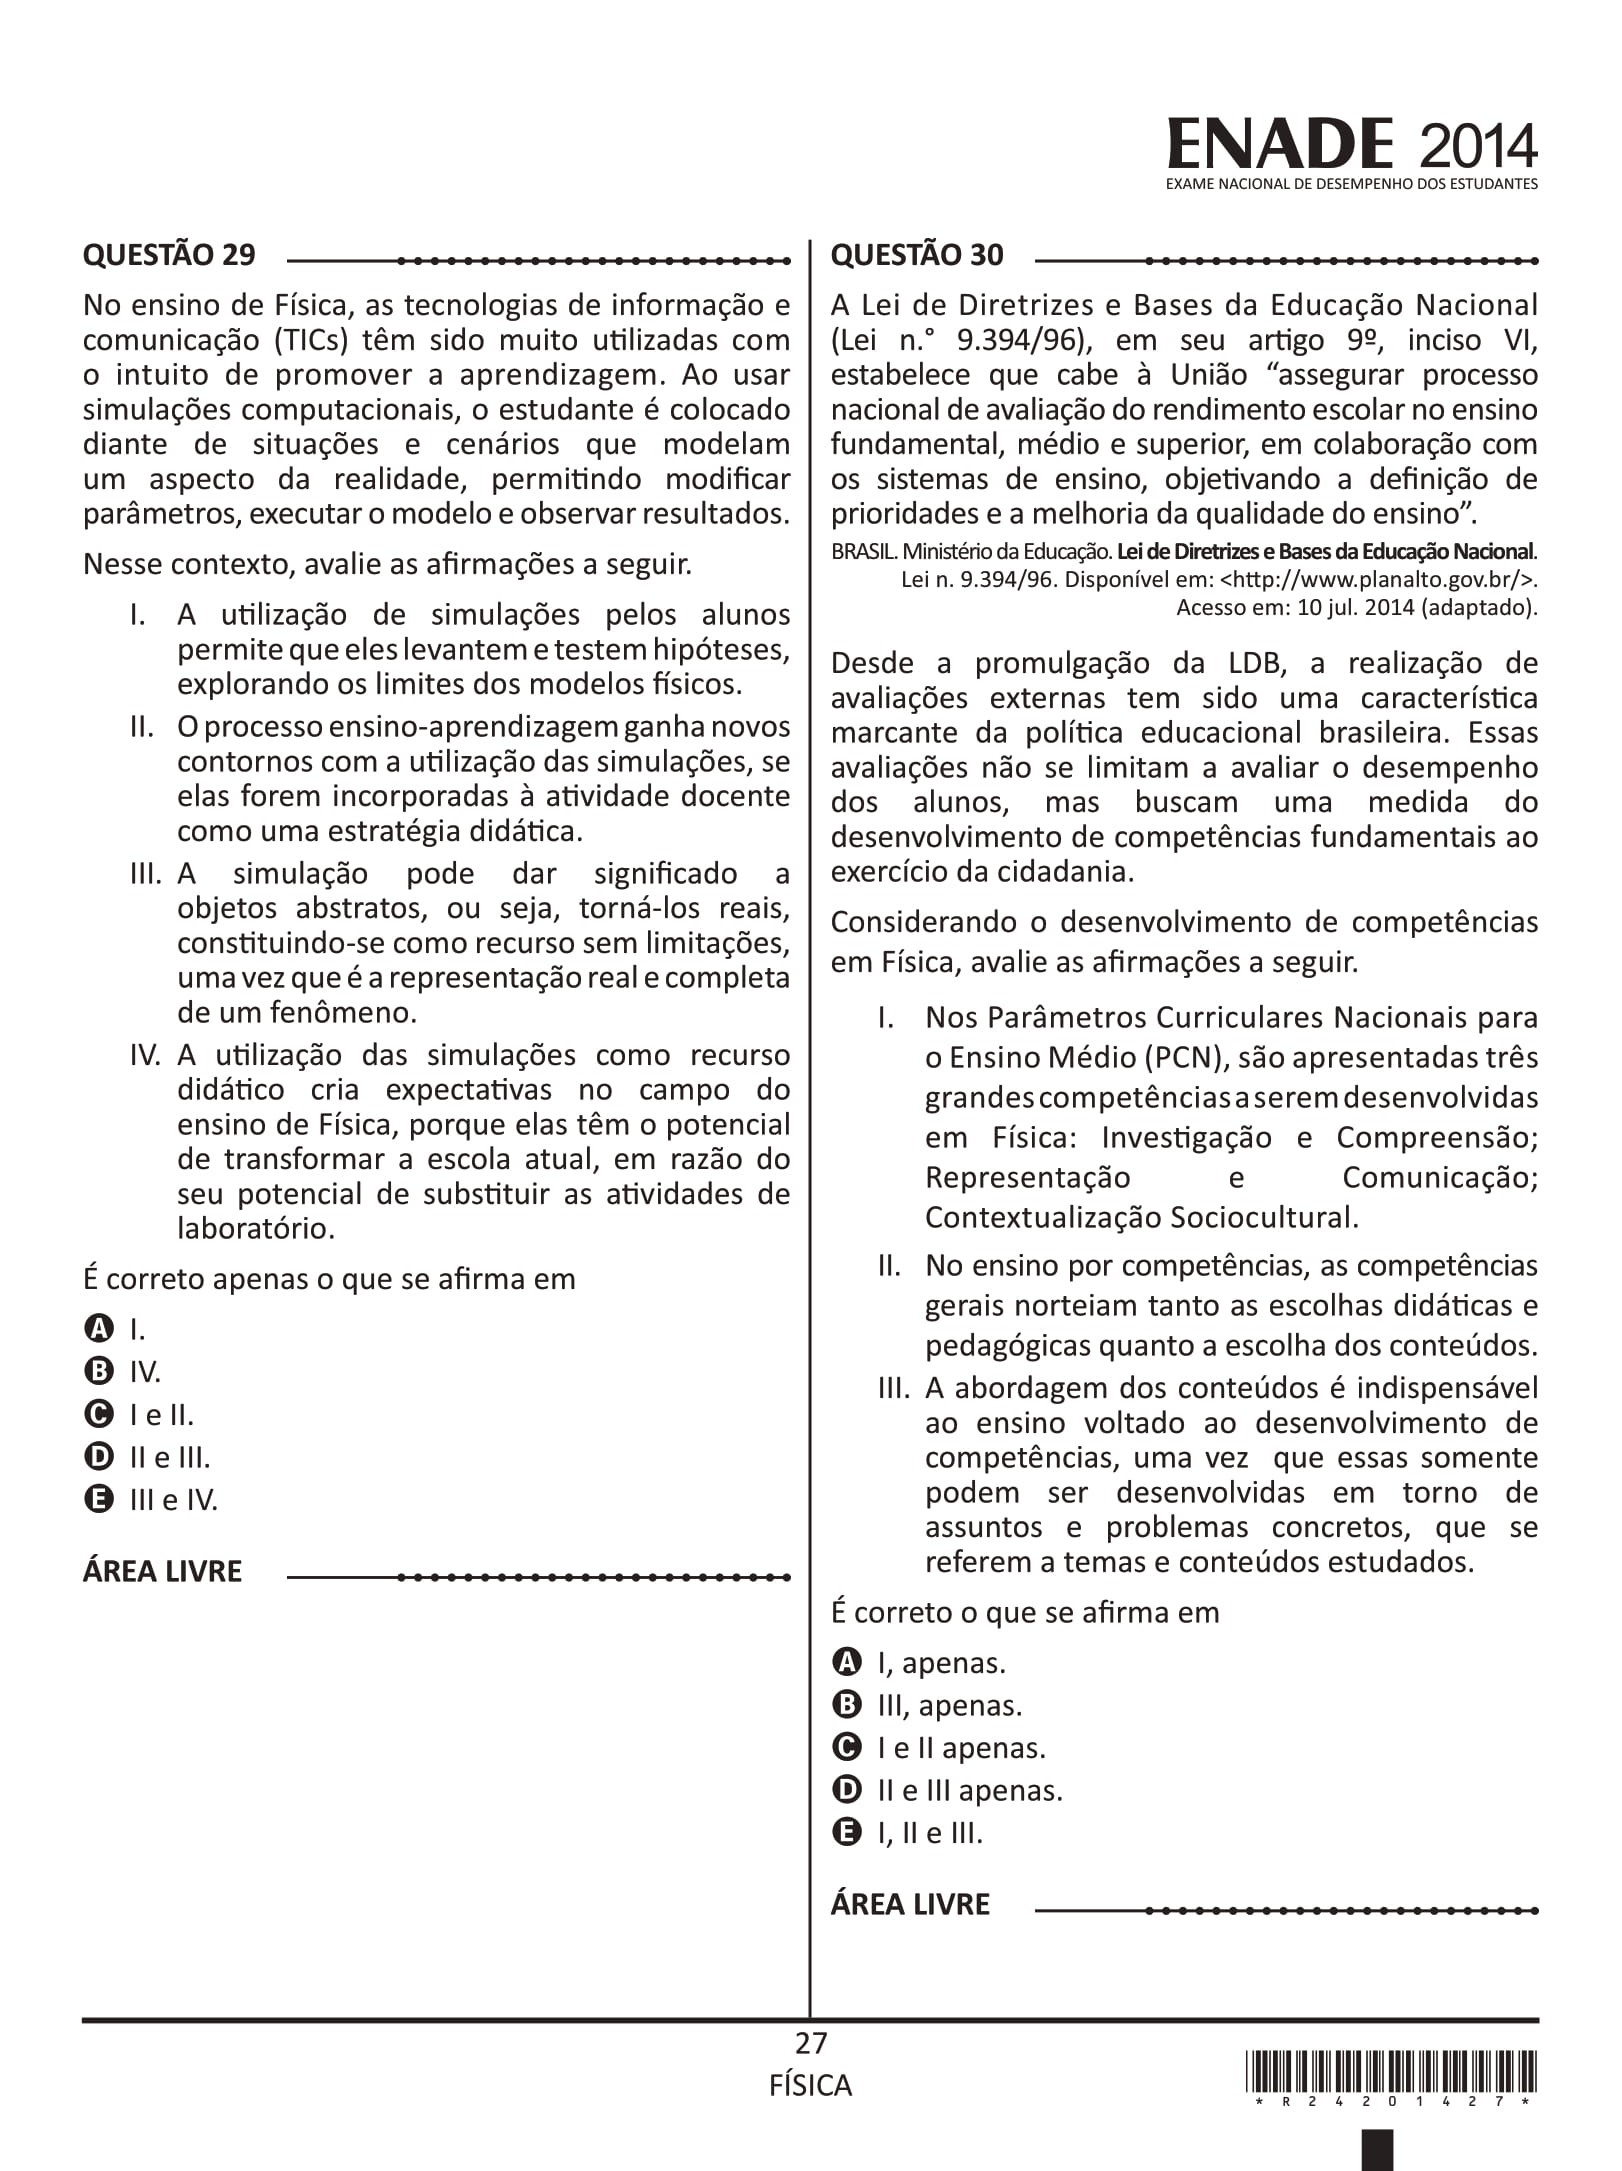 ENADE 2014
EXAME NACIONAL DE DESEMPENHO DOS ESTUDANTES
QUESTÃO 29
No ensino de Física, as tecnologias de informação e
comunicação (TICs) têm sido muito utilizadas com
o intuito de promover a aprendizagem. Ao usar
simulações computacionais, o estudante é colocado
diante de situações e cenários que modelam
um aspecto da realidade, permitindo modificar
parâmetros, executar o modelo e observar resultados.
Nesse contexto, avalie as afirmações a seguir.
I. A utilização de simulações pelos alunos
permite que eles levantem e testem hipóteses,
explorando os limites dos modelos físicos.
II. O processo ensino-aprendizagem ganha novos
contornos com a utilização das simulações, se
elas forem incorporadas à atividade docente
como uma estratégia didática.
III. A simulação pode dar significado a
objetos abstratos, ou seja, torná-los reais,
constituindo-se como recurso sem limitações,
uma vez que é a representação real e completa
de um fenômeno.
IV. A utilização das simulações como recurso
didático cria expectativas no campo do
ensino de Física, porque elas têm o potencial
de transformar a escola atual, em razão do
seu potencial de substituir as atividades de
laboratório.
É correto apenas o que se afirma em
A I.
B IV.
C I e II.
D II e III.
E III e IV.
ÁREA LIVRE
QUESTÃO 30
A Lei de Diretrizes e Bases da Educação Nacional
(Lei n.° 9.394/96), em seu artigo 9º, inciso VI,
estabelece que cabe à União “assegurar processo
nacional de avaliação do rendimento escolar no ensino
fundamental, médio e superior, em colaboração com
os sistemas de ensino, objetivando a definição de
prioridades e a melhoria da qualidade do ensino”.
BRASIL. Ministério da Educação. Lei de Diretrizes e Bases da Educação Nacional.
Lei n. 9.394/96. Disponível em: <http://www.planalto.gov.br/>.
Acesso em: 10 jul. 2014 (adaptado).
Desde a promulgação da LDB, a realização de
avaliações externas tem sido uma característica
marcante da política educacional brasileira. Essas
avaliações não se limitam a avaliar o desempenho
dos alunos, mas buscam uma medida do
desenvolvimento de competências fundamentais ao
exercício da cidadania.
Considerando o desenvolvimento de competências
em Física, avalie as afirmações a seguir.
I. Nos Parâmetros Curriculares Nacionais para
o Ensino Médio (PCN), são apresentadas três
grandes competências a serem desenvolvidas
em Física: Investigação e Compreensão;
Representação e Comunicação;
Contextualização Sociocultural.
II. No ensino por competências, as competências
gerais norteiam tanto as escolhas didáticas e
pedagógicas quanto a escolha dos conteúdos.
III. A abordagem dos conteúdos é indispensável
ao ensino voltado ao desenvolvimento de
competências, uma vez que essas somente
podem ser desenvolvidas em torno de
assuntos e problemas concretos, que se
referem a temas e conteúdos estudados.
É correto o que se afirma em
A I, apenas.
B III, apenas.
C I e II apenas.
D II e III apenas.
E I, II e III.
ÁREA LIVRE
27
FÍSICA
* R 2 4 2 0 1 4 2 7 *